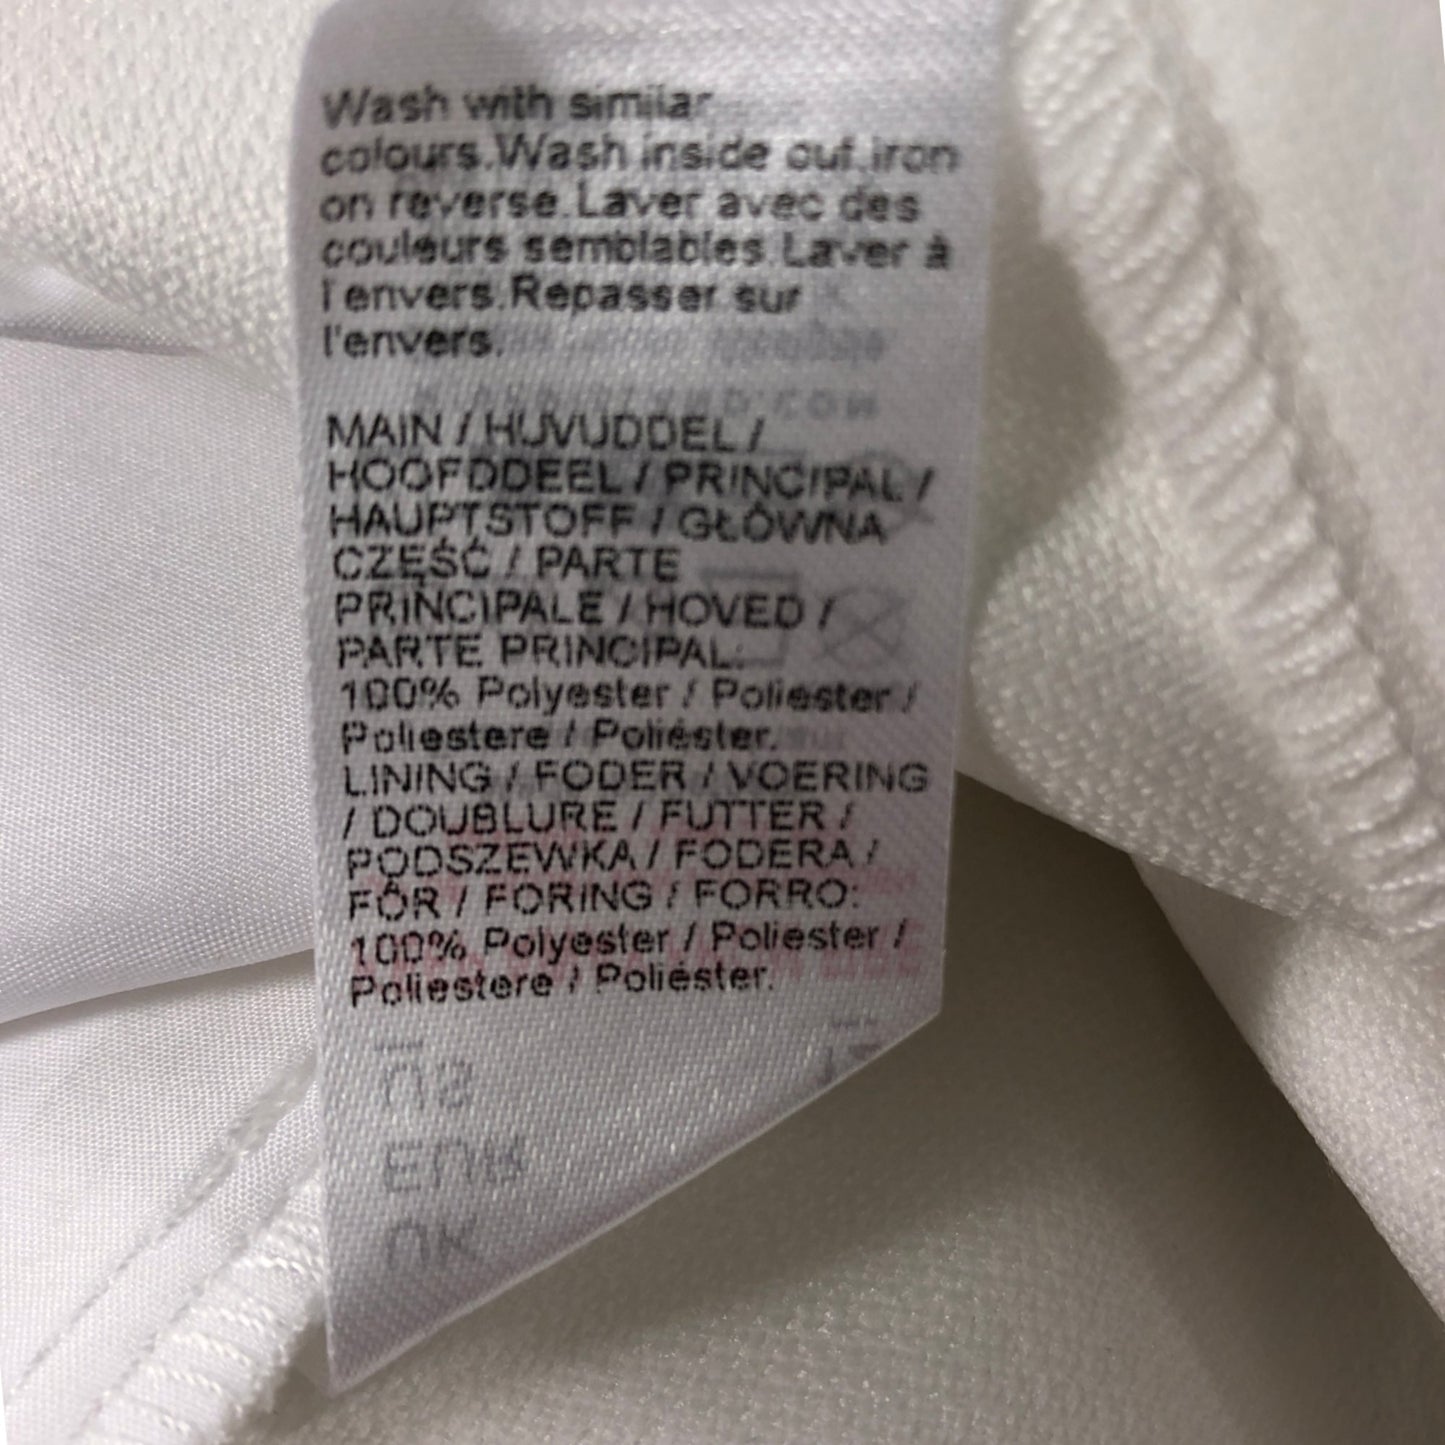 Wash with similar
colours.Wash inside out.Iron
on reverse.Laver avec des
couleurs semblables.Laver à
l'envers.Repasser sur
l'envers.
MAIN / HUVUDDEL /
HOOFDDEEL / PRINCIPAL /
HAUPTSTOFF / GŁÓWNA
CZĘŚĆ / PARTE
PRINCIPALE / HOVED /
PARTE PRINCIPAL:
100% Polyester / Poliester /
Poliestere / Poliéster.
LINING / FODER / VOERING
/ DOUBLURE / FUTTER /
PODSZEWKA / FODERA /
FÔR / FORING / FORRO:
100% Polyester / Poliester /
Poliestere / Poliéster.